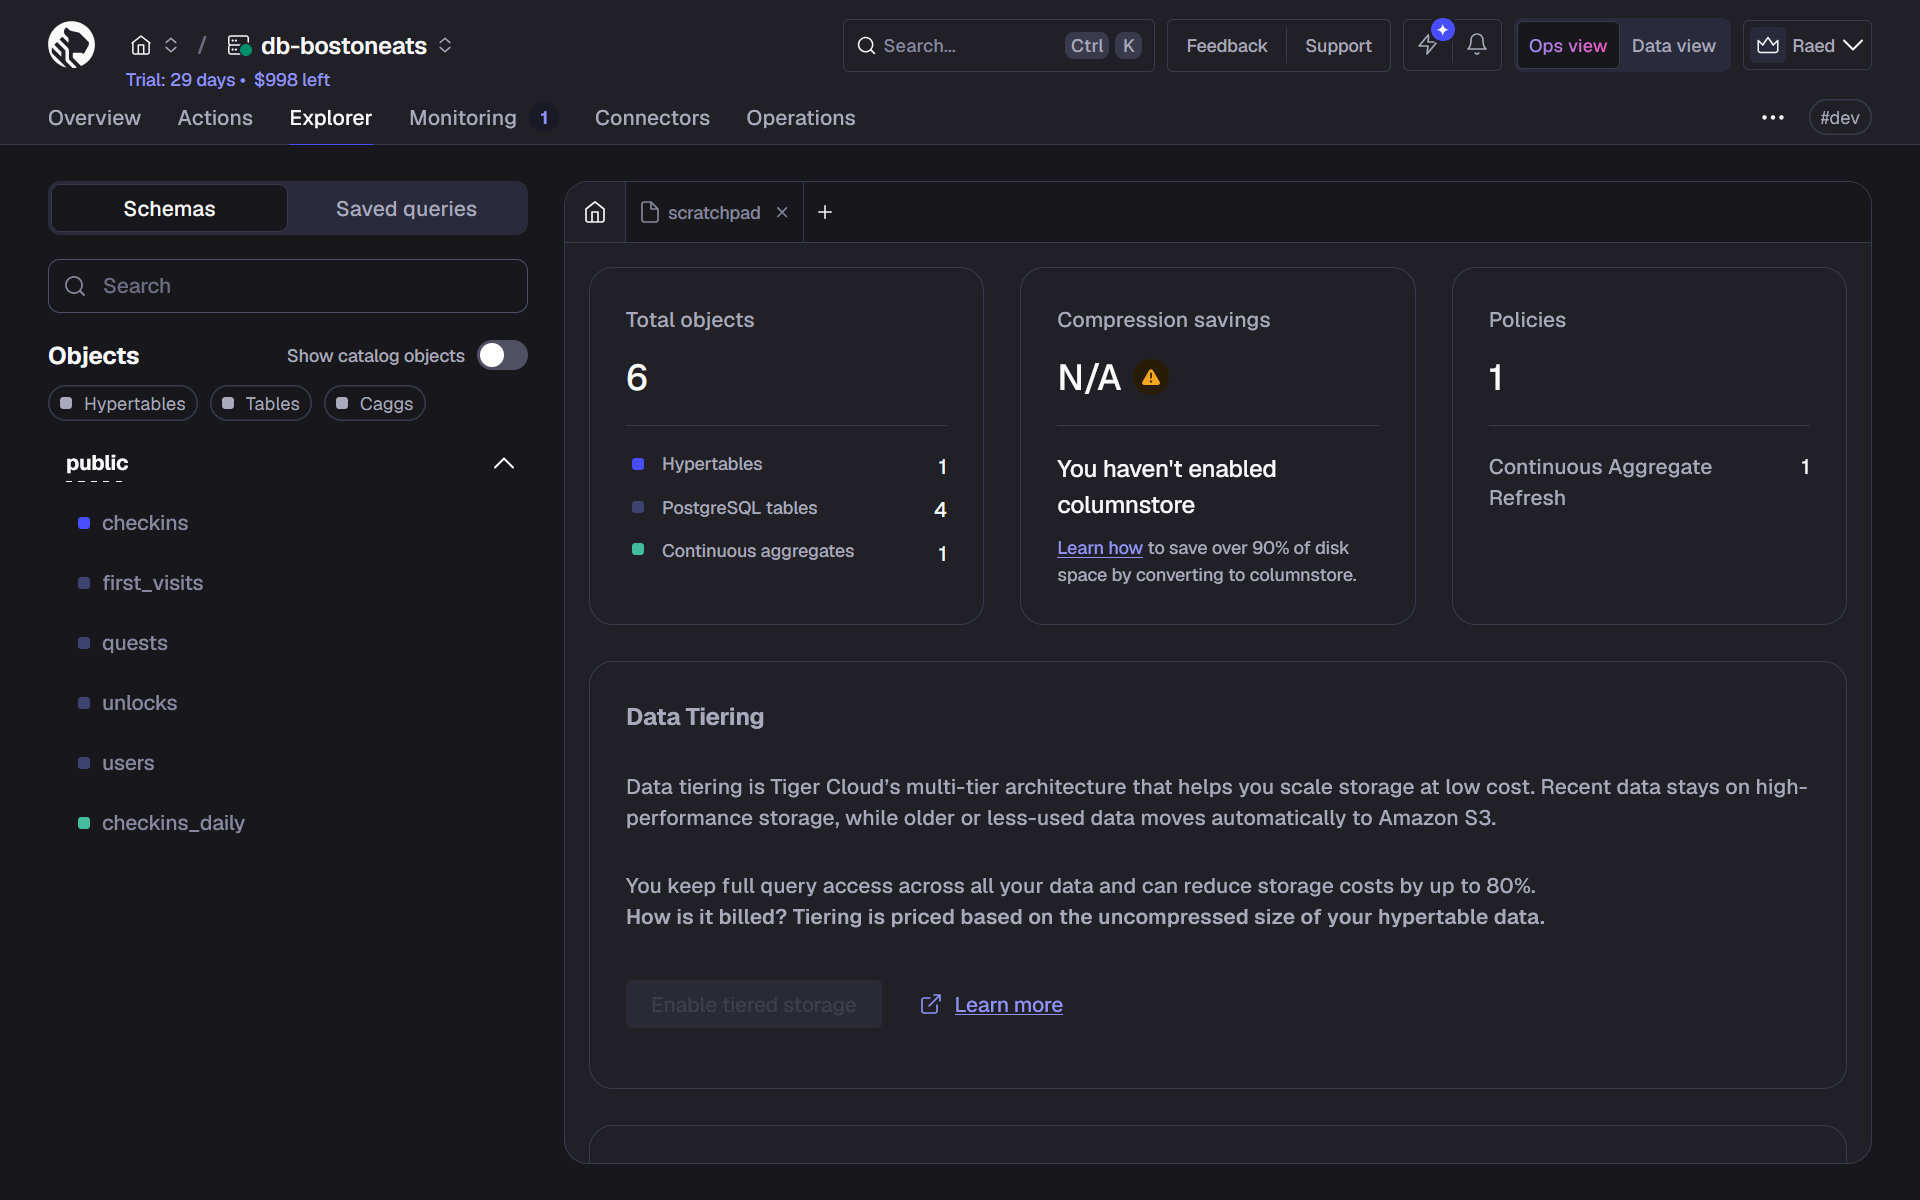 / db-bostoneats
Trial: 29 days • $998 left
Search...
Ctrl K
Feedback
Support
Ops view
Data view
Raed
Overview
Actions
Explorer
Monitoring 1
Connectors
Operations
#dev
Schemas
Saved queries
Search
Objects
Show catalog objects
Hypertables
Tables
Caggs
public
checkins
first_visits
quests
unlocks
users
checkins_daily
scratchpad
Total objects
6
Hypertables 1
PostgreSQL tables 4
Continuous aggregates 1
Compression savings
N/A
You haven't enabled
columnstore
Learn how to save over 90% of disk
space by converting to columnstore.
Policies
1
Continuous Aggregate 1
Refresh
Data Tiering
Data tiering is Tiger Cloud’s multi-tier architecture that helps you scale storage at low cost. Recent data stays on high-
performance storage, while older or less-used data moves automatically to Amazon S3.
You keep full query access across all your data and can reduce storage costs by up to 80%.
How is it billed? Tiering is priced based on the uncompressed size of your hypertable data.
Enable tiered storage
Learn more